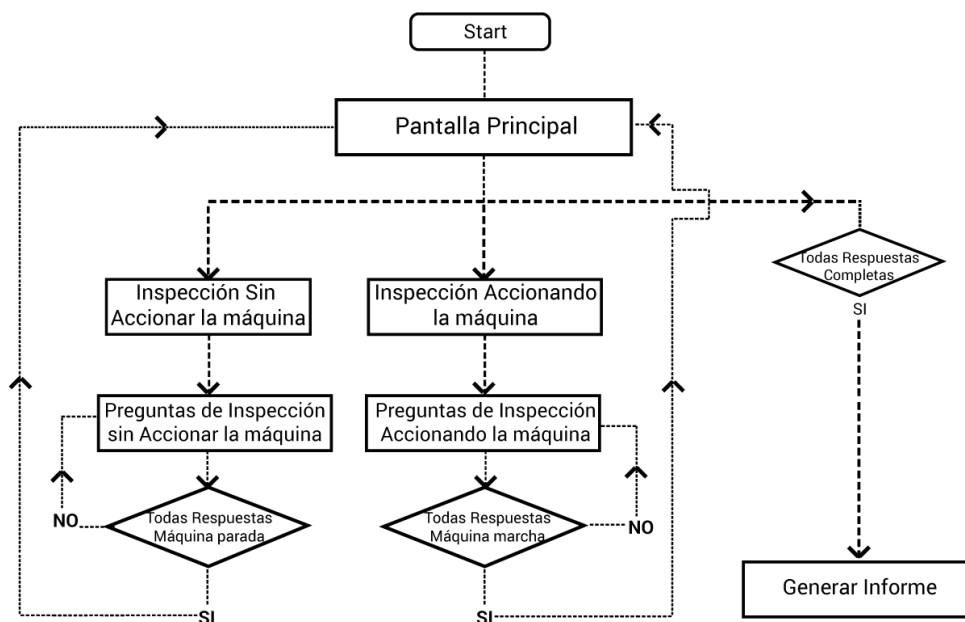 Start
Pantalla Principal
Todas Respuestas
Completas
SI
Inspección Sin
Accionar la máquina
Inspección Accionando
la máquina
Preguntas de Inspección
sin Accionar la máquina
Preguntas de Inspección
Accionando la máquina
NO
Todas Respuestas
Máquina parada
Todas Respuestas
Máquina marcha
NO
Generar Informe
SI
SI